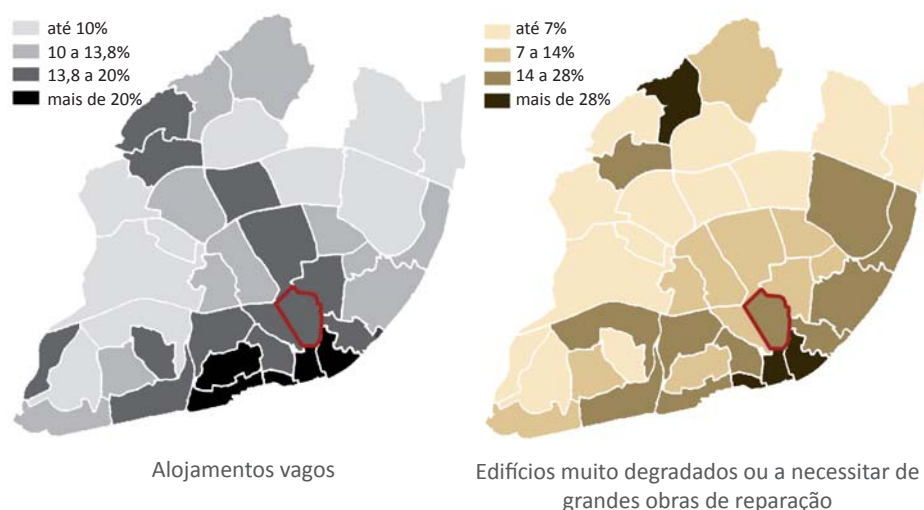 até 10%
10 a 13,8%
13,8 a 20%
mais de 20%
até 7%
7 a 14%
14 a 28%
mais de 28%
Alojamentos vagos
Edifícios muito degradados ou a necessitar de
grandes obras de reparação